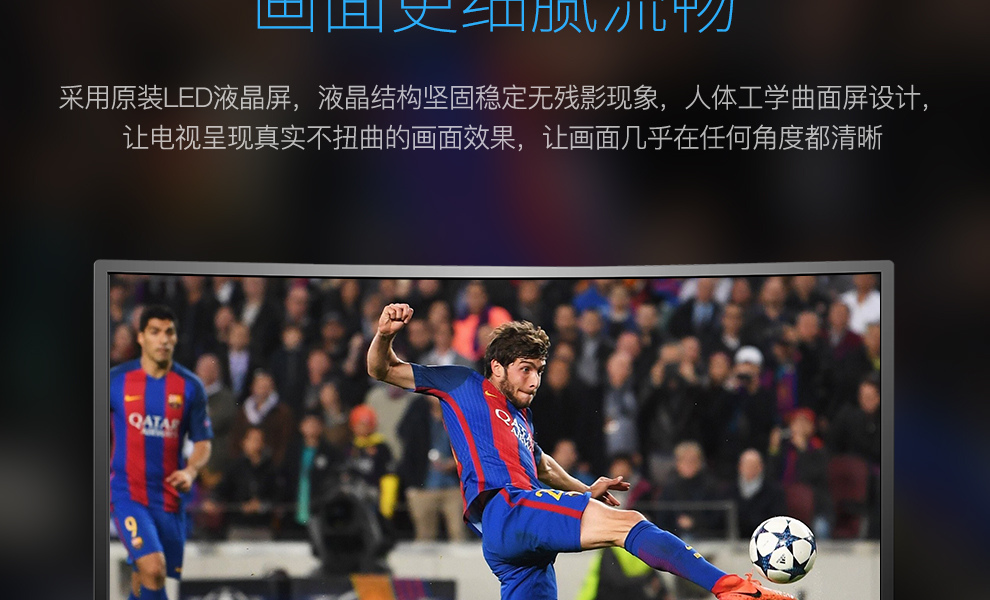 画面更细腻流畅
采用原装LED液晶屏，液晶结构坚固稳定无残影现象，人体工学曲面屏设计，
让电视呈现真实不扭曲的画面效果，让画面几乎在任何角度都清晰
QATAR
AIRWAYS
9
QATAR